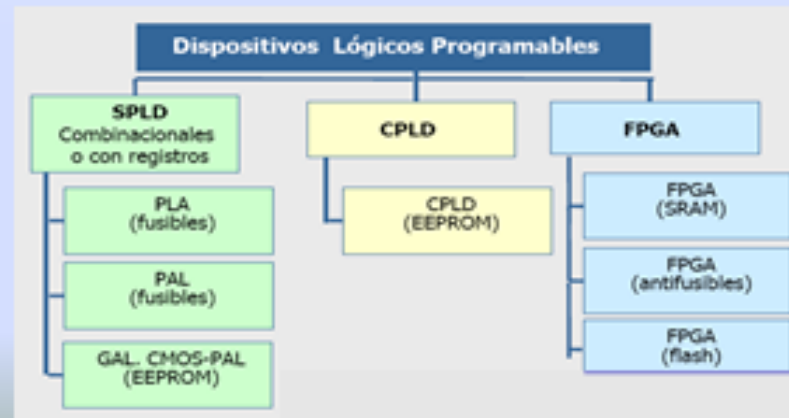 Dispositivos Lógicos Programables
SPLD
Combinacionales
o con registros
PLA
(fusibles)
PAL
(fusibles)
GAL. CMOS-PAL
(EEPROM)
CPLD
CPLD
(EEPROM)
FPGA
FPGA
(SRAM)
FPGA
(antifusibles)
FPGA
(flash)